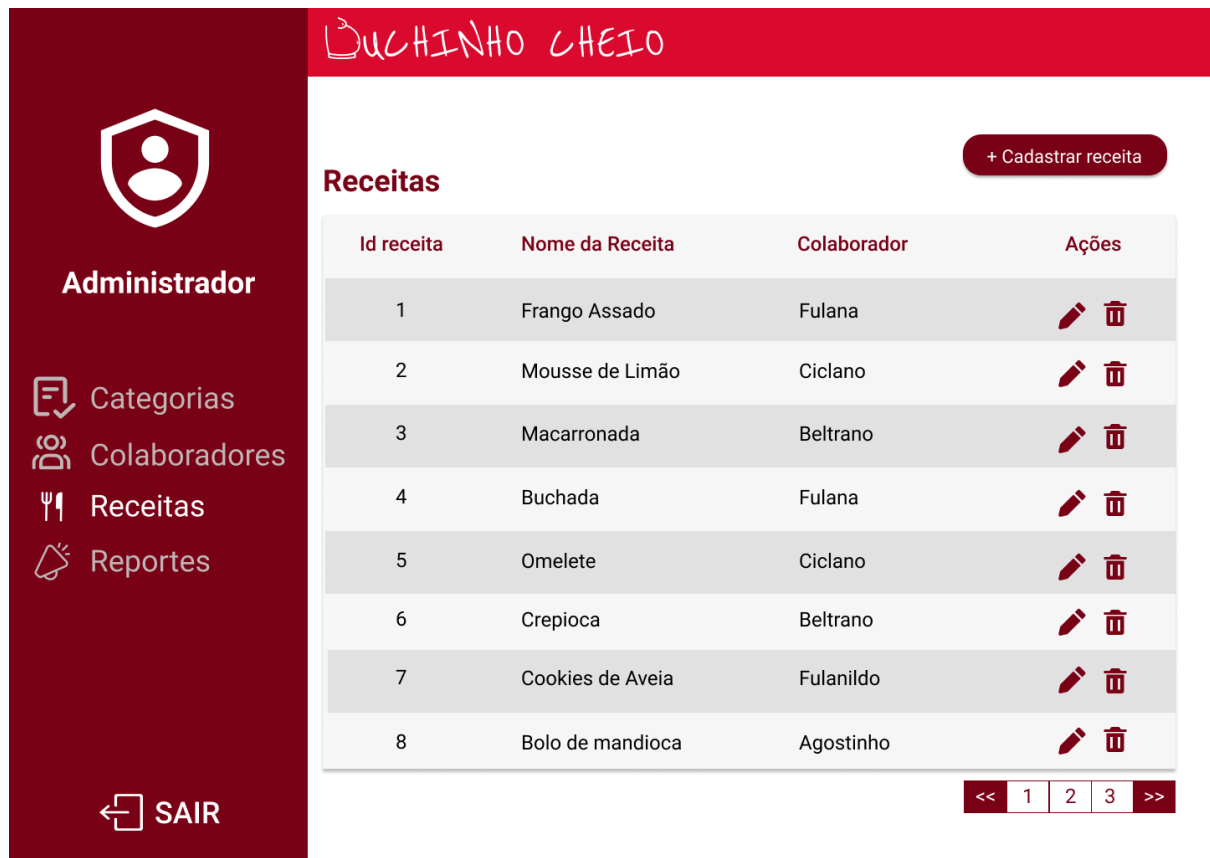 BUCHINHO CHEIO
Administrador
Categorias
Colaboradores
Receitas
Reportes
SAIR
+ Cadastrar receita
Receitas
Id receita Nome da Receita Colaborador Ações
1 Frango Assado Fulana
2 Mousse de Limão Ciclano
3 Macarronada Beltrano
4 Buchada Fulana
5 Omelete Ciclano
6 Crepioca Beltrano
7 Cookies de Aveia Fulanildo
8 Bolo de mandioca Agostinho
<< 1 2 3 >>